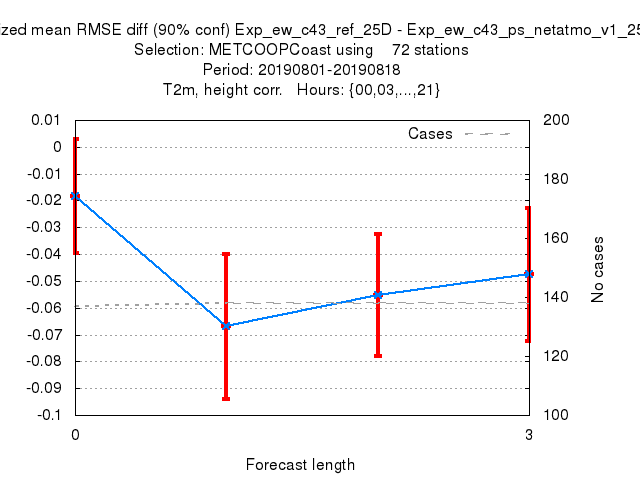 ized mean RMSE diff (90% conf) Exp_ew_c43_ref_25D - Exp_ew_c43_ps_netatmo_v1_25
Selection: METCOOPCoast using 72 stations
Period: 20190801-20190818
T2m, height corr. Hours: {00,03,...,21}
0.01
0
-0.01
-0.02
-0.03
-0.04
-0.05
-0.06
-0.07
-0.08
-0.09
-0.1
Cases
200
180
160
140
120
100
No cases
0
3
Forecast length